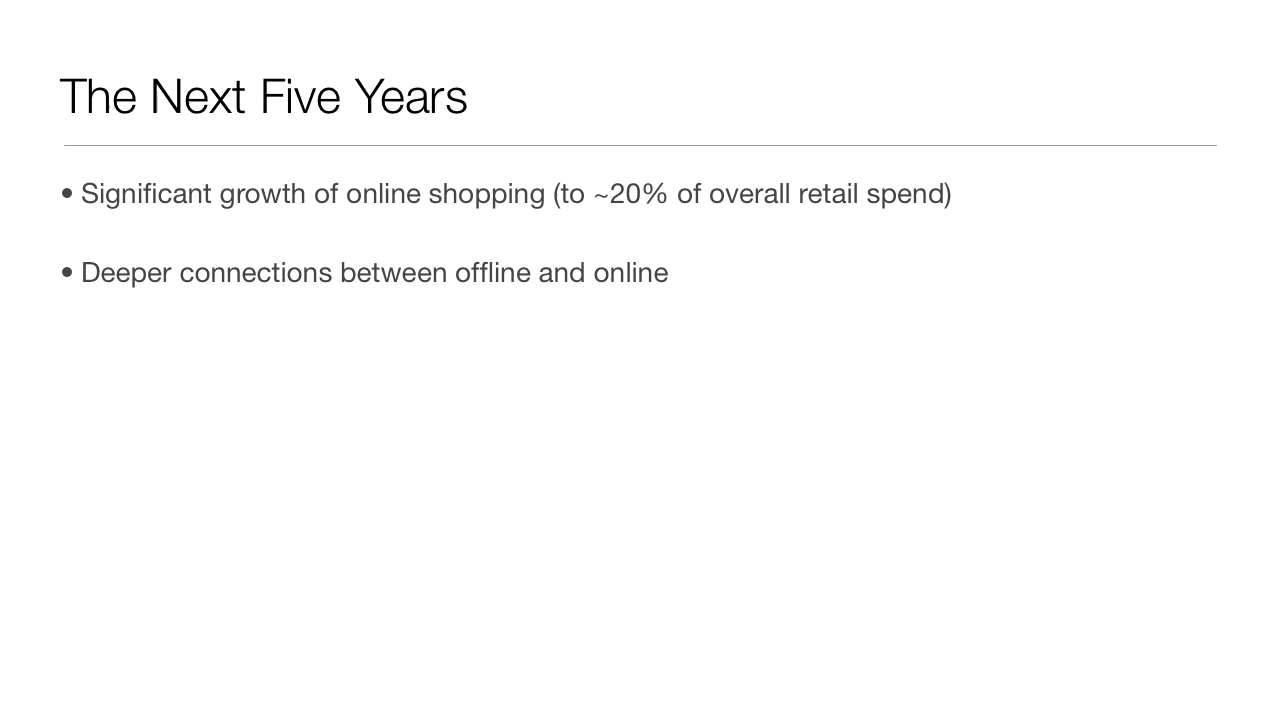 The Next Five Years
• Significant growth of online shopping (to ~20% of overall retail spend)
• Deeper connections between offline and online